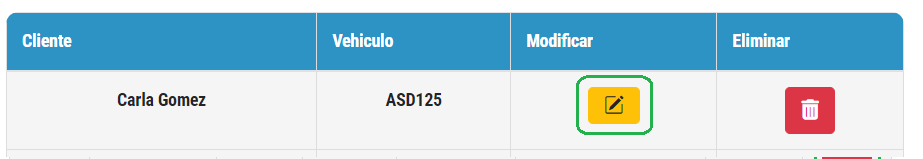 Cliente Vehiculo Modificar Eliminar
Carla Gomez ASD125